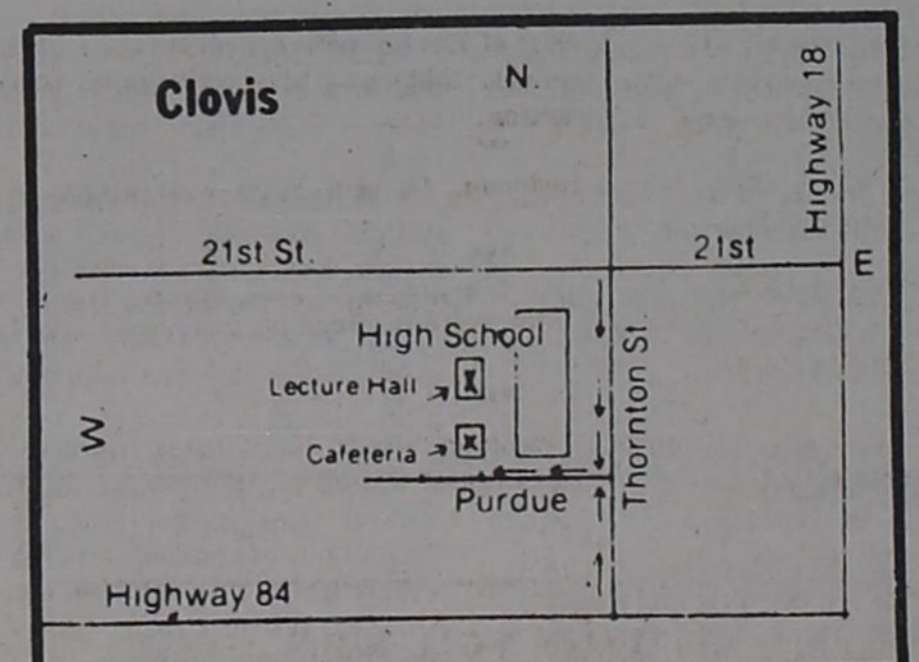 N
Clovis
Highway 18
21st St.
21st
E
High School
Lecture Hall
X
Thornton St
W
Cafeteria
X
Purdue
Highway 84